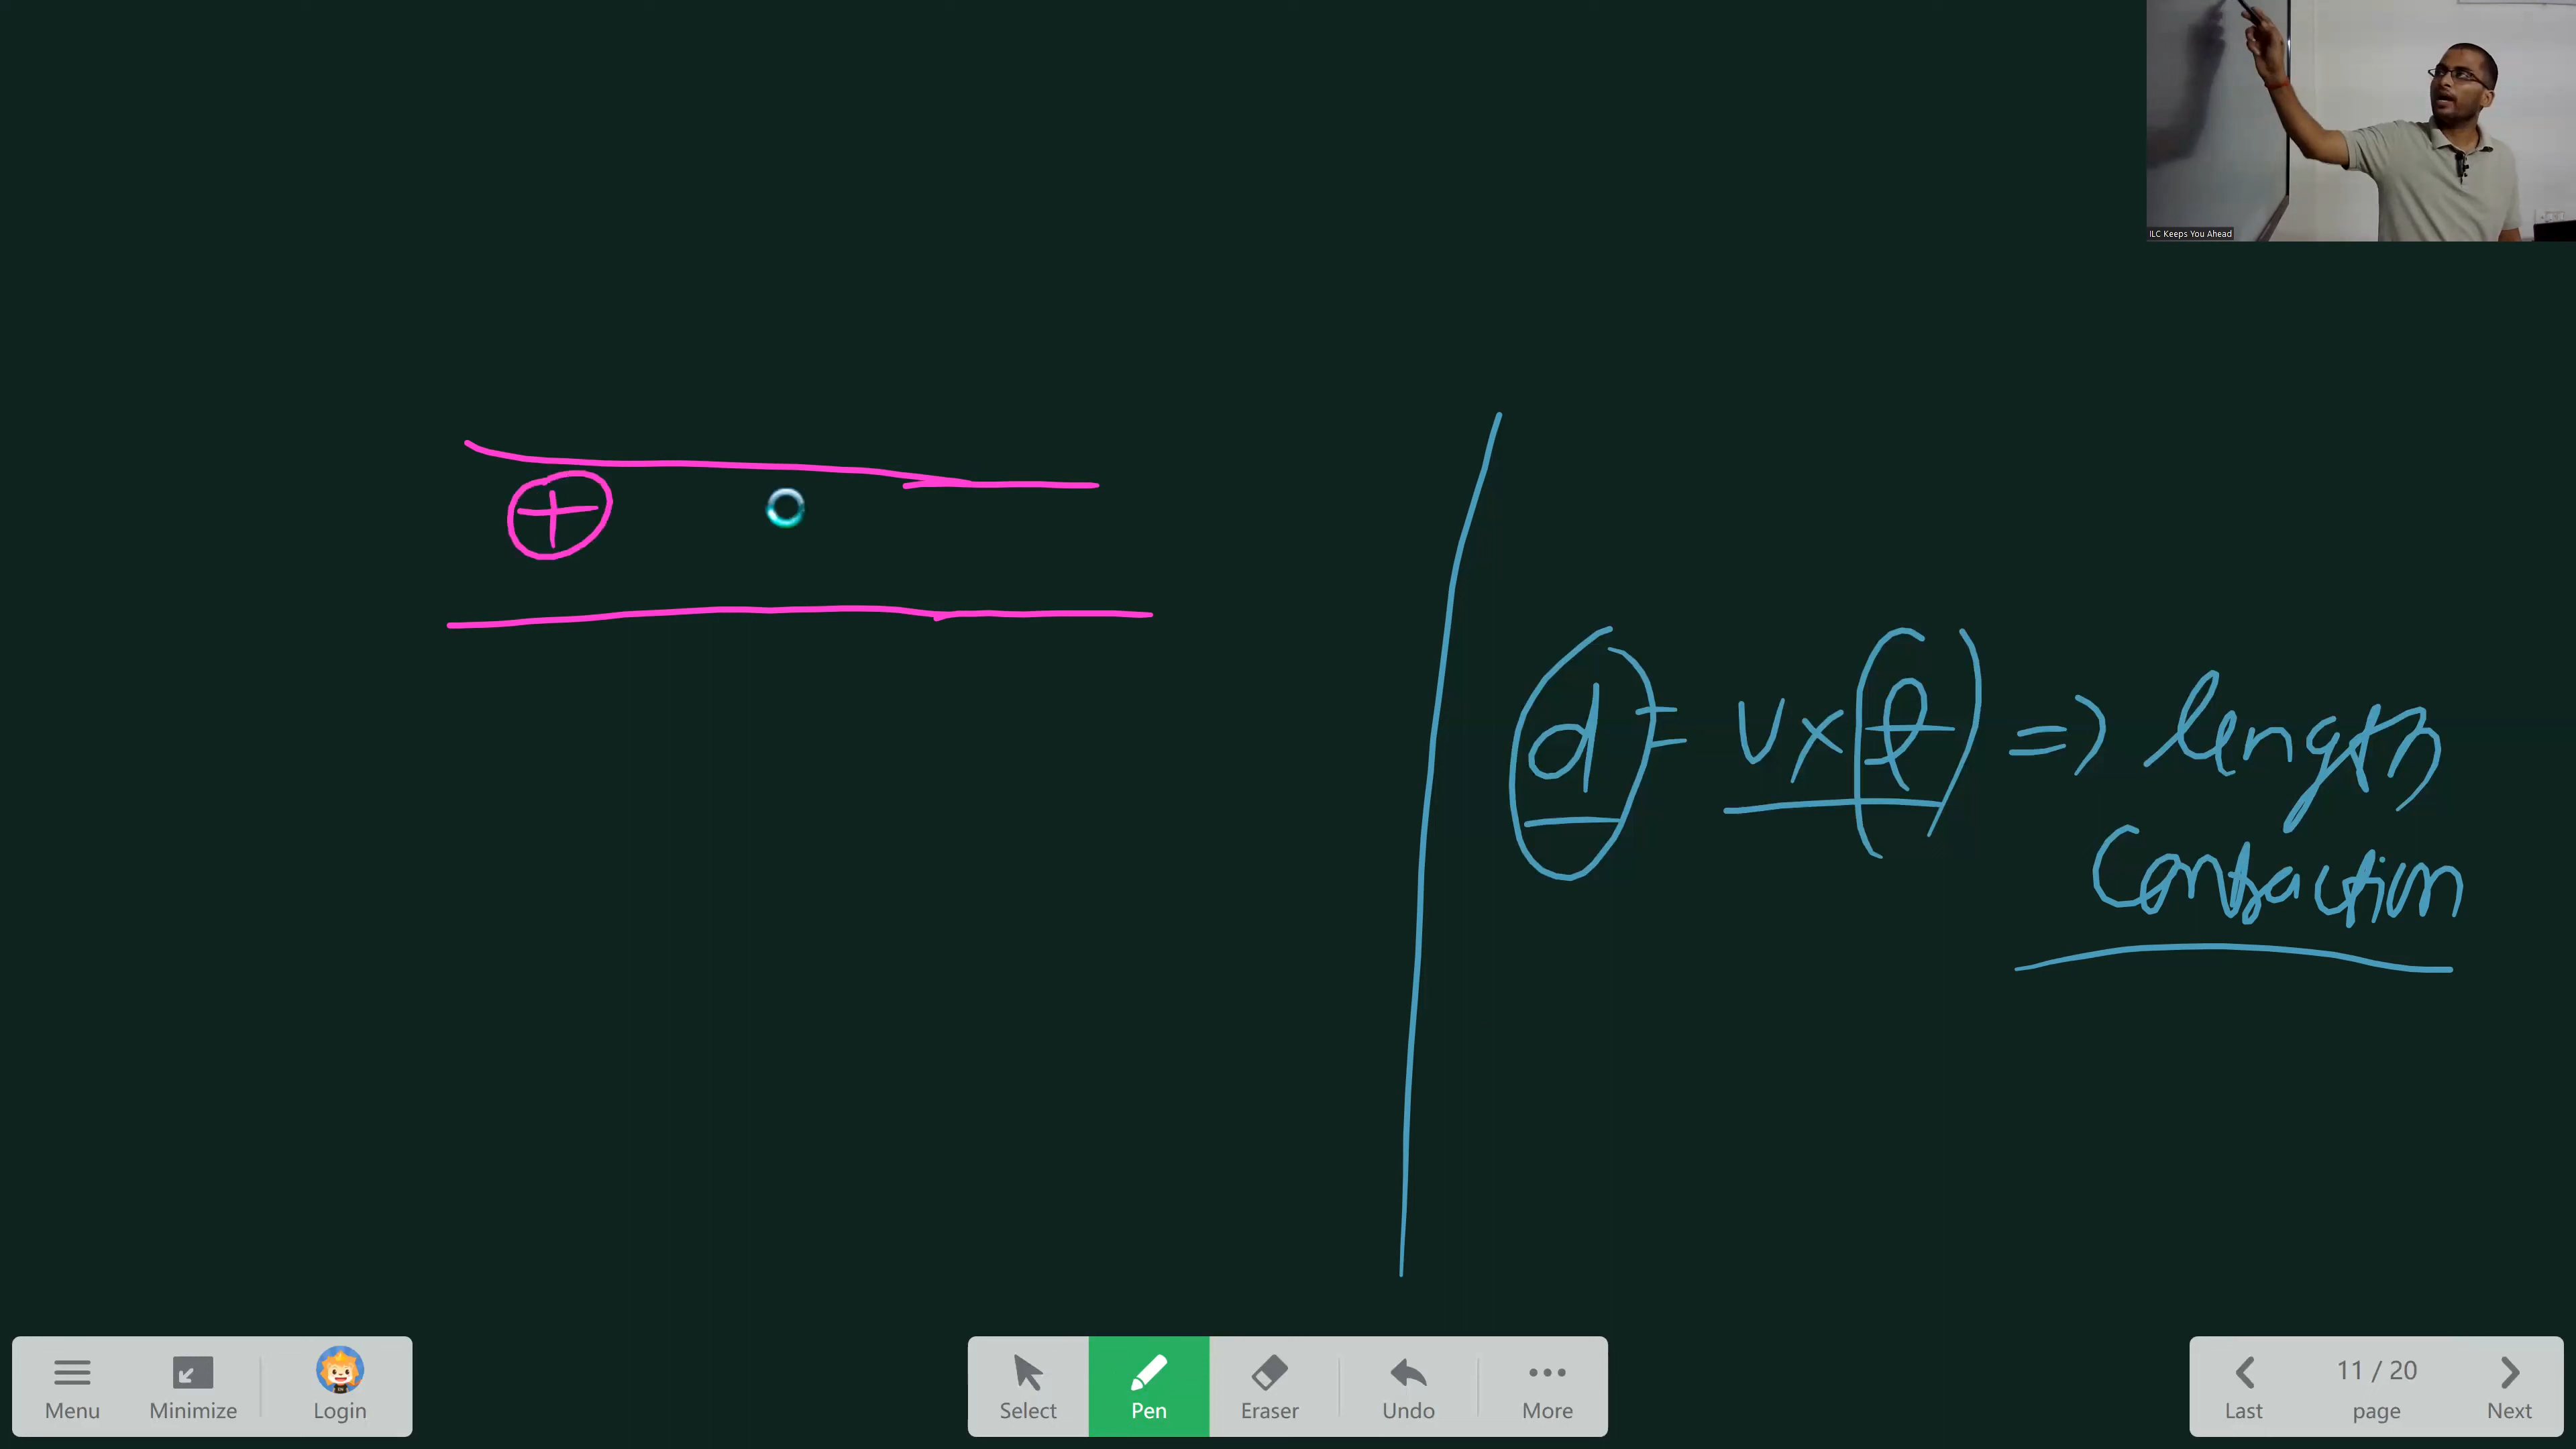 ILC Keeps You Ahead
+
d = v × (t) => length
Contraction
Menu
Minimize
Login
Select
Pen
Eraser
Undo
More
Last
11 / 20
page
Next